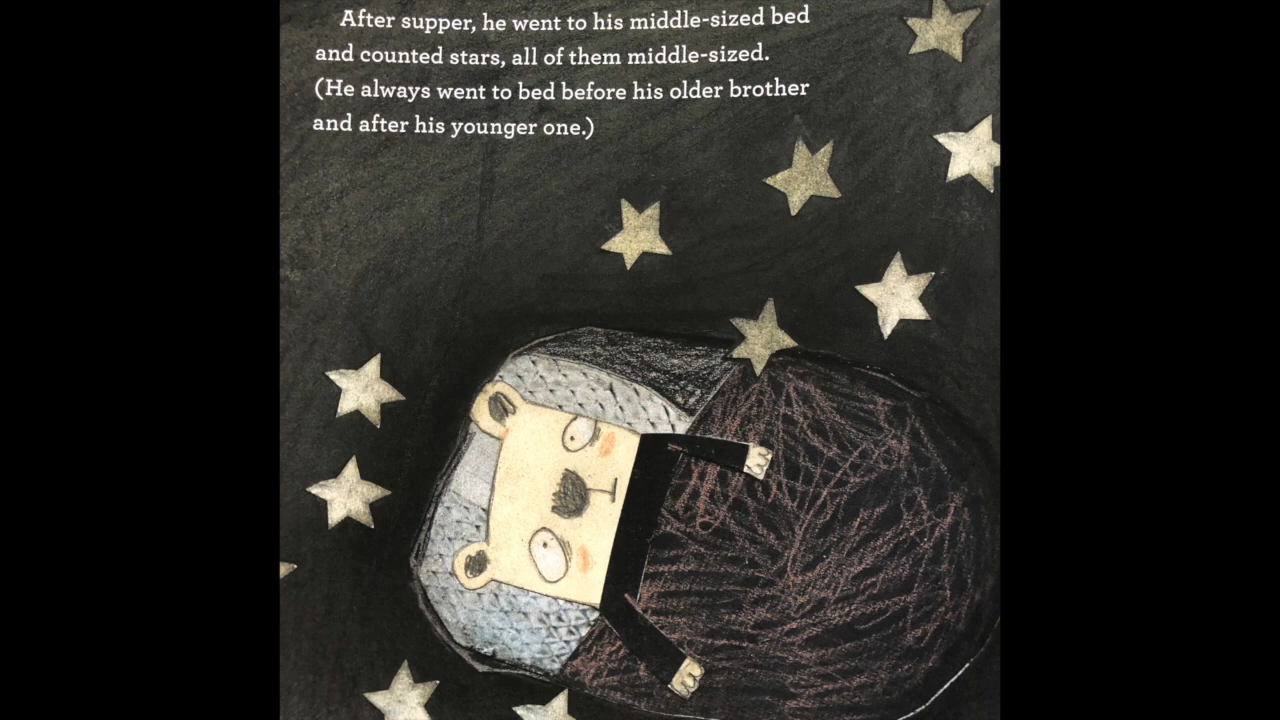 After supper, he went to his middle-sized bed
and counted stars, all of them middle-sized.
(He always went to bed before his older brother
and after his younger one.)